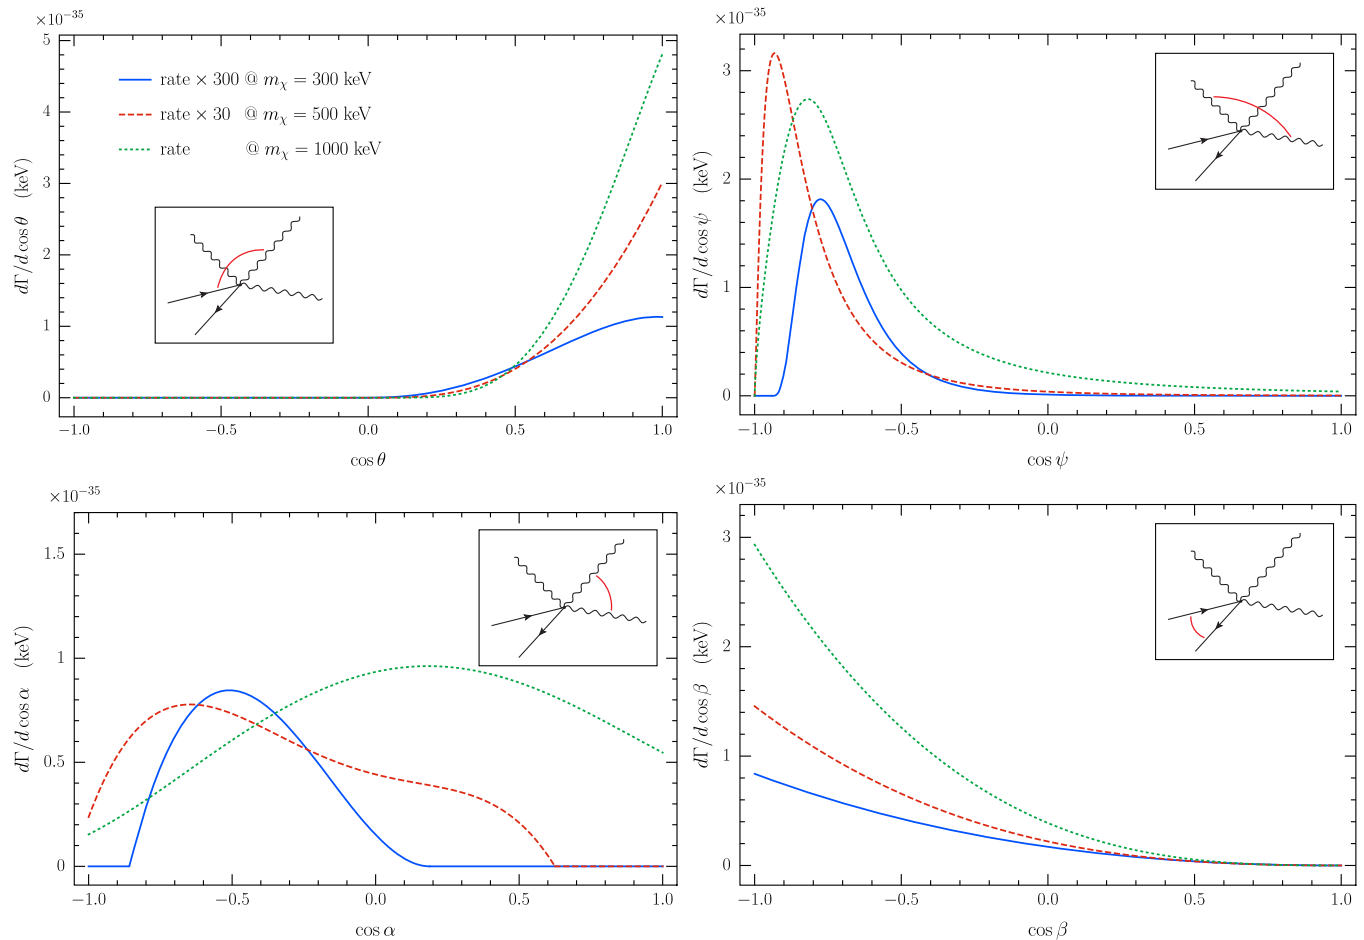 ×10⁻³⁵
5
4
3
2
1
0
dΓ/d cos θ (keV)
rate × 300 @ mχ = 300 keV
rate × 30 @ mχ = 500 keV
rate @ mχ = 1000 keV
−1.0 −0.5 0.0 0.5 1.0
cos θ
×10⁻³⁵
3
2
1
0
dΓ/d cos ψ (keV)
−1.0 −0.5 0.0 0.5 1.0
cos ψ
×10⁻³⁵
1.5
1
0.5
0
dΓ/d cos α (keV)
−1.0 −0.5 0.0 0.5 1.0
cos α
×10⁻³⁵
3
2
1
0
dΓ/d cos β (keV)
−1.0 −0.5 0.0 0.5 1.0
cos β